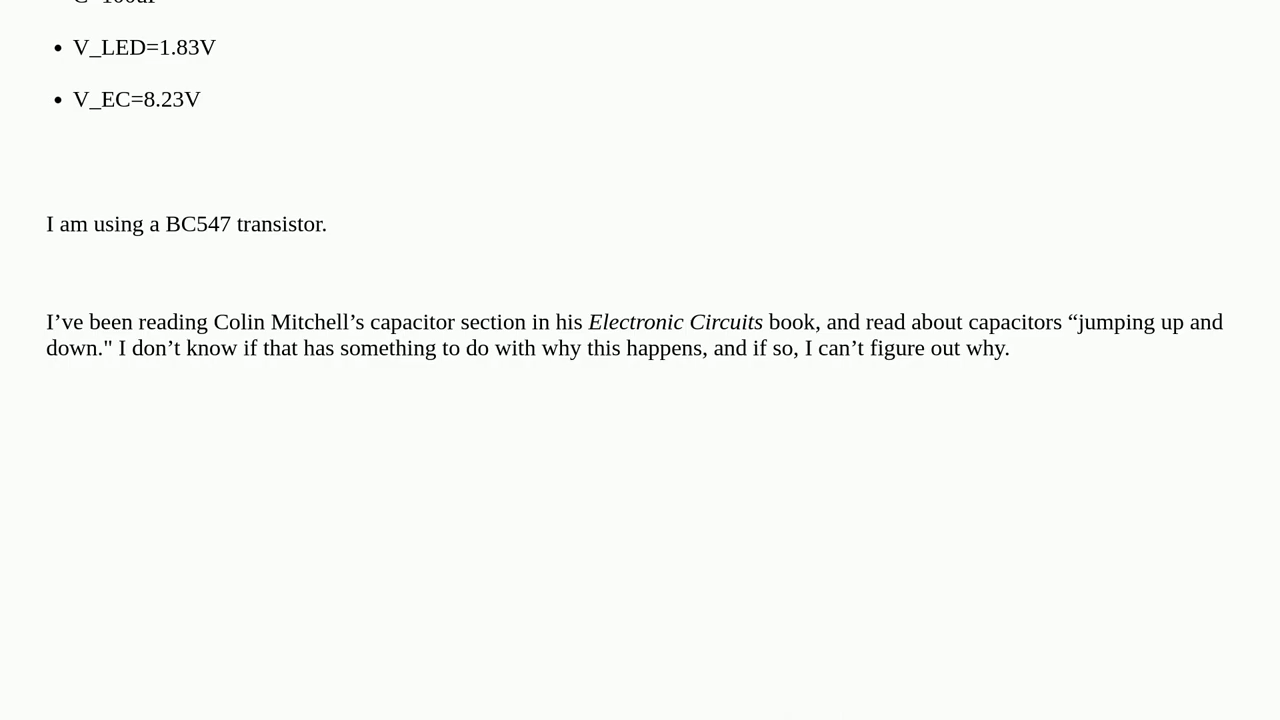 V_LED=1.83V
V_EC=8.23V
I am using a BC547 transistor.
I’ve been reading Colin Mitchell’s capacitor section in his Electronic Circuits book, and read about capacitors “jumping up and
down." I don’t know if that has something to do with why this happens, and if so, I can’t figure out why.